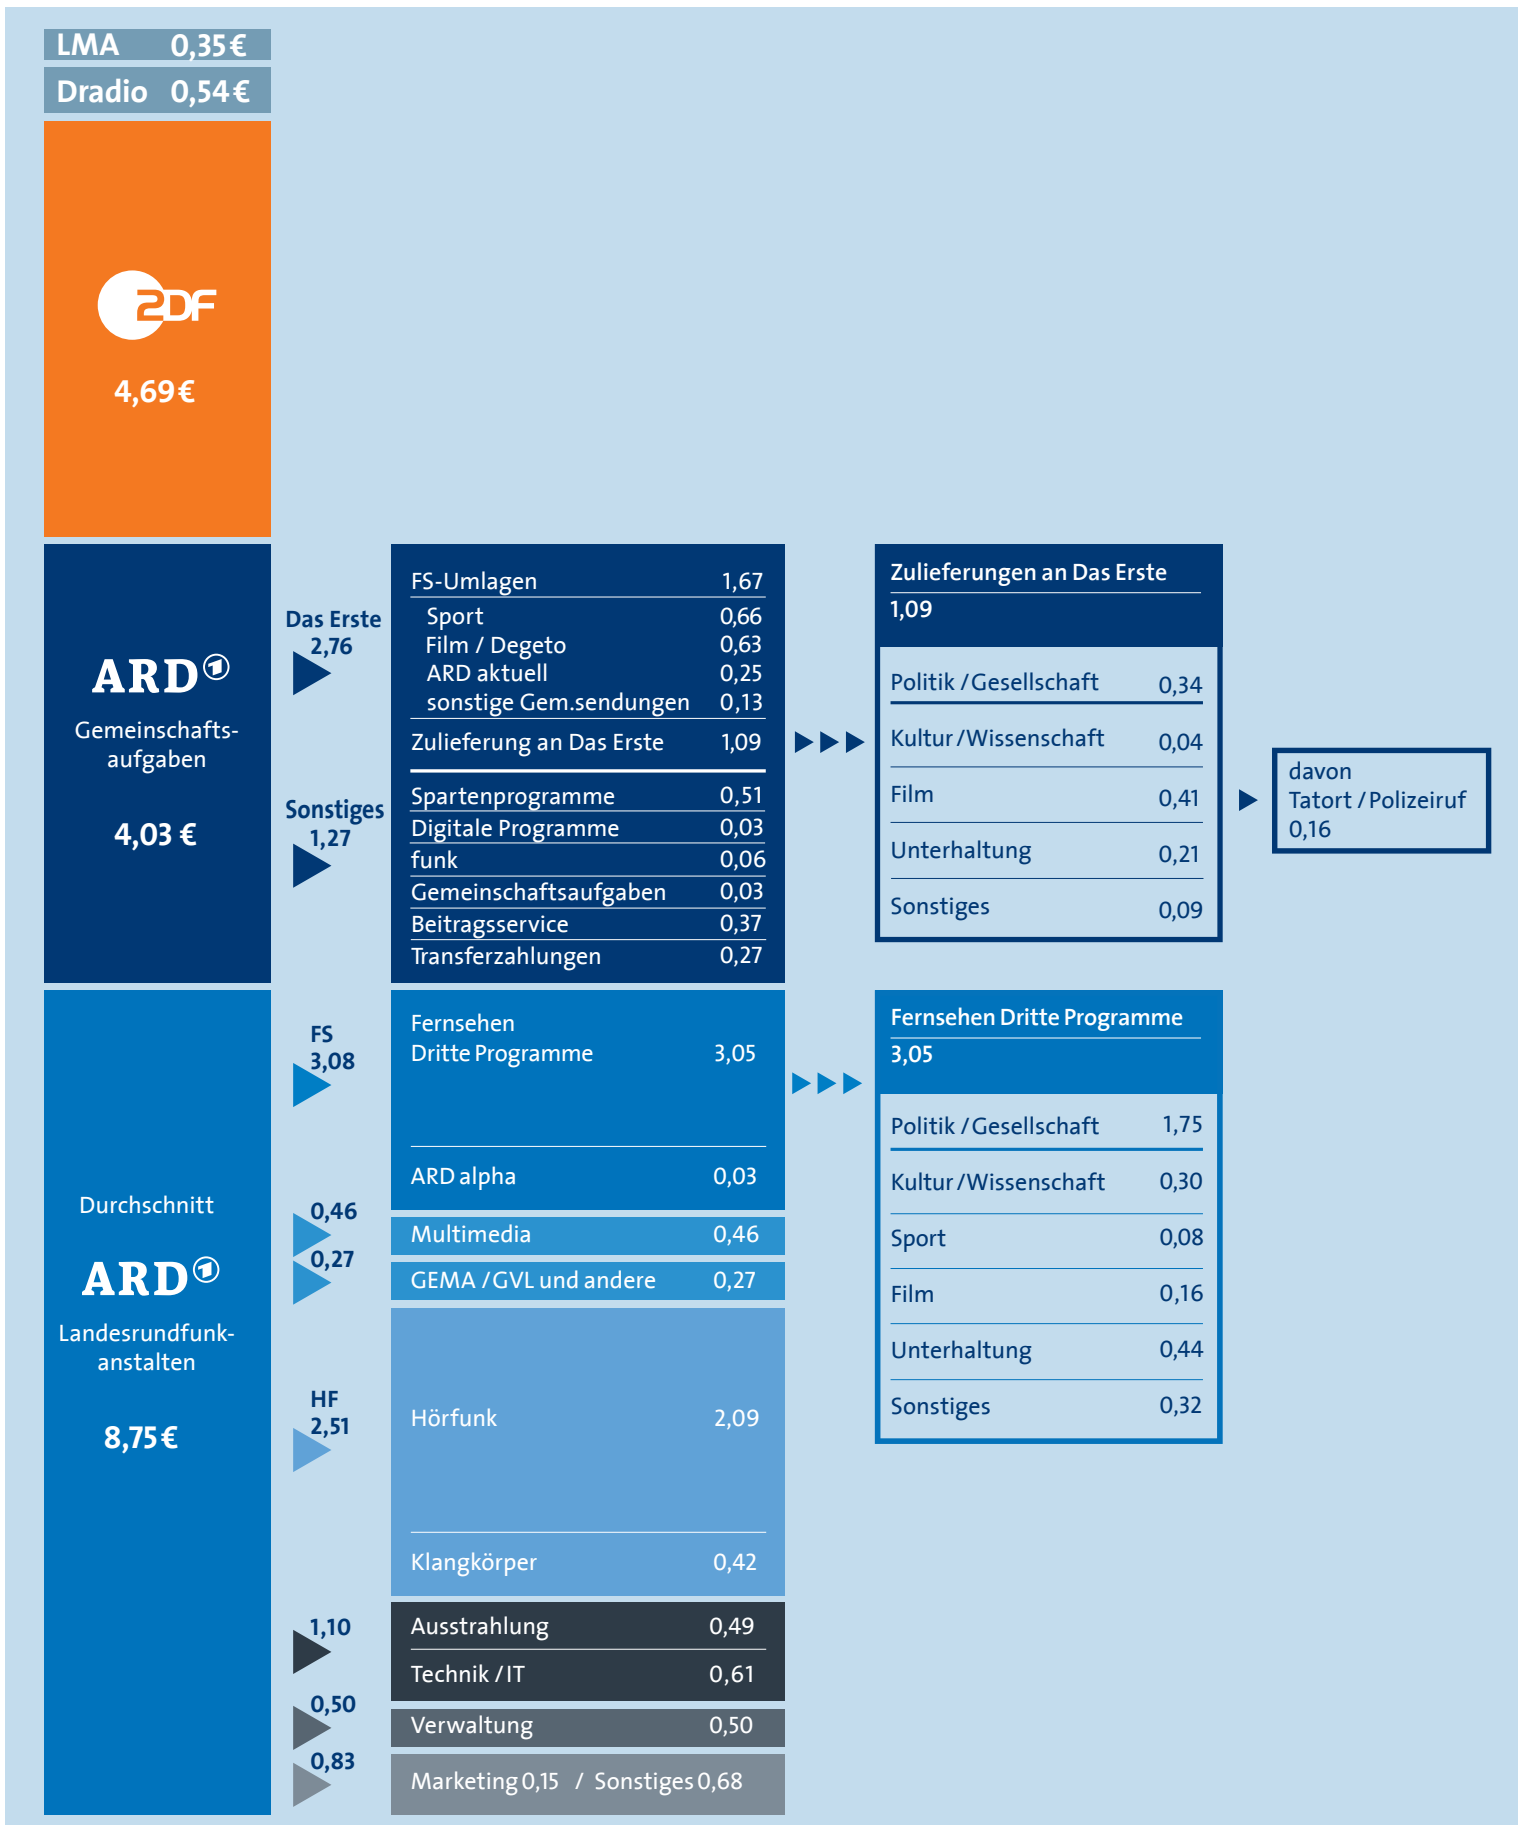 LMA 0,35 €
Dradio 0,54 €
2DF
4,69 €
ARD 1
Gemeinschafts-
aufgaben
4,03 €
Das Erste
2,76
Sonstiges
1,27
FS-Umlagen 1,67
Sport 0,66
Film / Degeto 0,63
ARD aktuell 0,25
sonstige Gem.sendungen 0,13
Zulieferung an Das Erste 1,09
Spartenprogramme 0,51
Digitale Programme 0,03
funk 0,06
Gemeinschaftsaufgaben 0,03
Beitragsservice 0,37
Transferzahlungen 0,27
Zulieferungen an Das Erste
1,09
Politik / Gesellschaft 0,34
Kultur / Wissenschaft 0,04
Film 0,41
Unterhaltung 0,21
Sonstiges 0,09
davon
Tatort / Polizeiruf
0,16
Durchschnitt
ARD 1
Landesrundfunk-
anstalten
8,75 €
FS
3,08
0,46
0,27
HF
2,51
1,10
0,50
0,83
Fernsehen
Dritte Programme 3,05
ARD alpha 0,03
Multimedia 0,46
GEMA / GVL und andere 0,27
Hörfunk 2,09
Klangkörper 0,42
Ausstrahlung 0,49
Technik / IT 0,61
Verwaltung 0,50
Marketing 0,15 / Sonstiges 0,68
Fernsehen Dritte Programme
3,05
Politik / Gesellschaft 1,75
Kultur / Wissenschaft 0,30
Sport 0,08
Film 0,16
Unterhaltung 0,44
Sonstiges 0,32